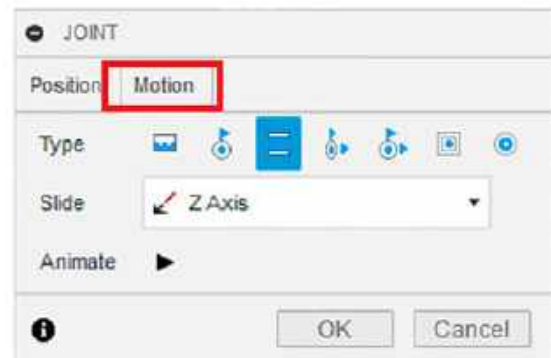 JOINT
Position Motion
Type
Slide Z Axis
Animate
OK Cancel